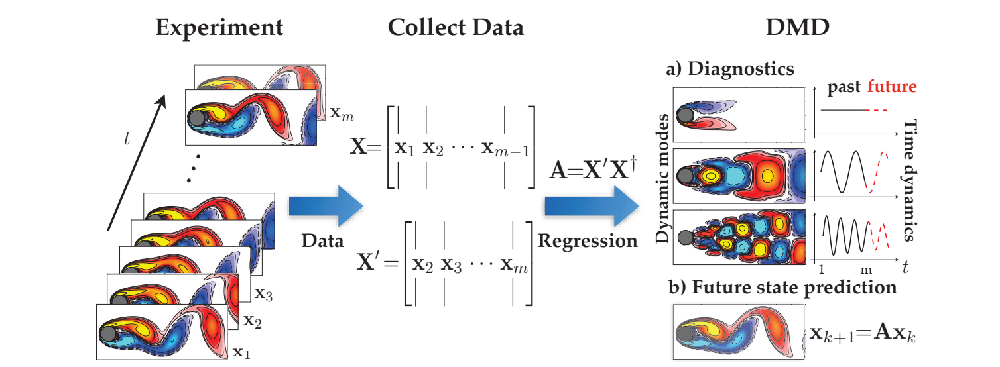 Experiment
Collect Data
DMD
t
x_m
x_3
x_2
x_1
Data
X=[x_1 x_2 ⋯ x_{m−1}]
X′=[x_2 x_3 ⋯ x_m]
A=X′X†
Regression
a) Diagnostics
Dynamic modes
past future
Time dynamics
1 m t
b) Future state prediction
x_{k+1}=Ax_k